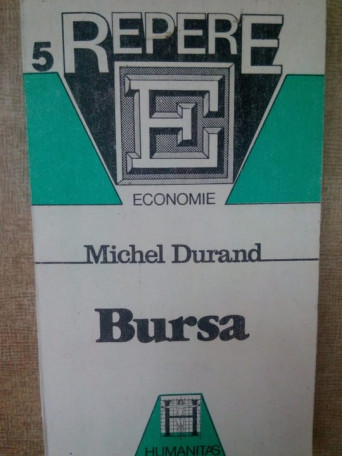 5 REPERE
E
ECONOMIE
Michel Durand
Bursa
H
HUMANITAS